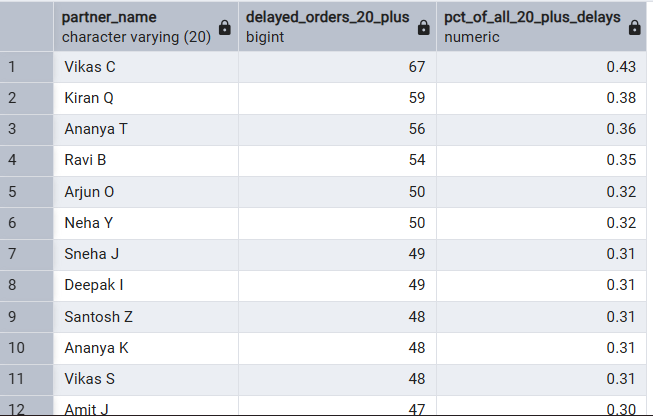 partner_name delayed_orders_20_plus pct_of_all_20_plus_delays
character varying (20) bigint numeric
1 Vikas C 67 0.43
2 Kiran Q 59 0.38
3 Ananya T 56 0.36
4 Ravi B 54 0.35
5 Arjun O 50 0.32
6 Neha Y 50 0.32
7 Sneha J 49 0.31
8 Deepak I 49 0.31
9 Santosh Z 48 0.31
10 Ananya K 48 0.31
11 Vikas S 48 0.31
12 Amit J 47 0.30